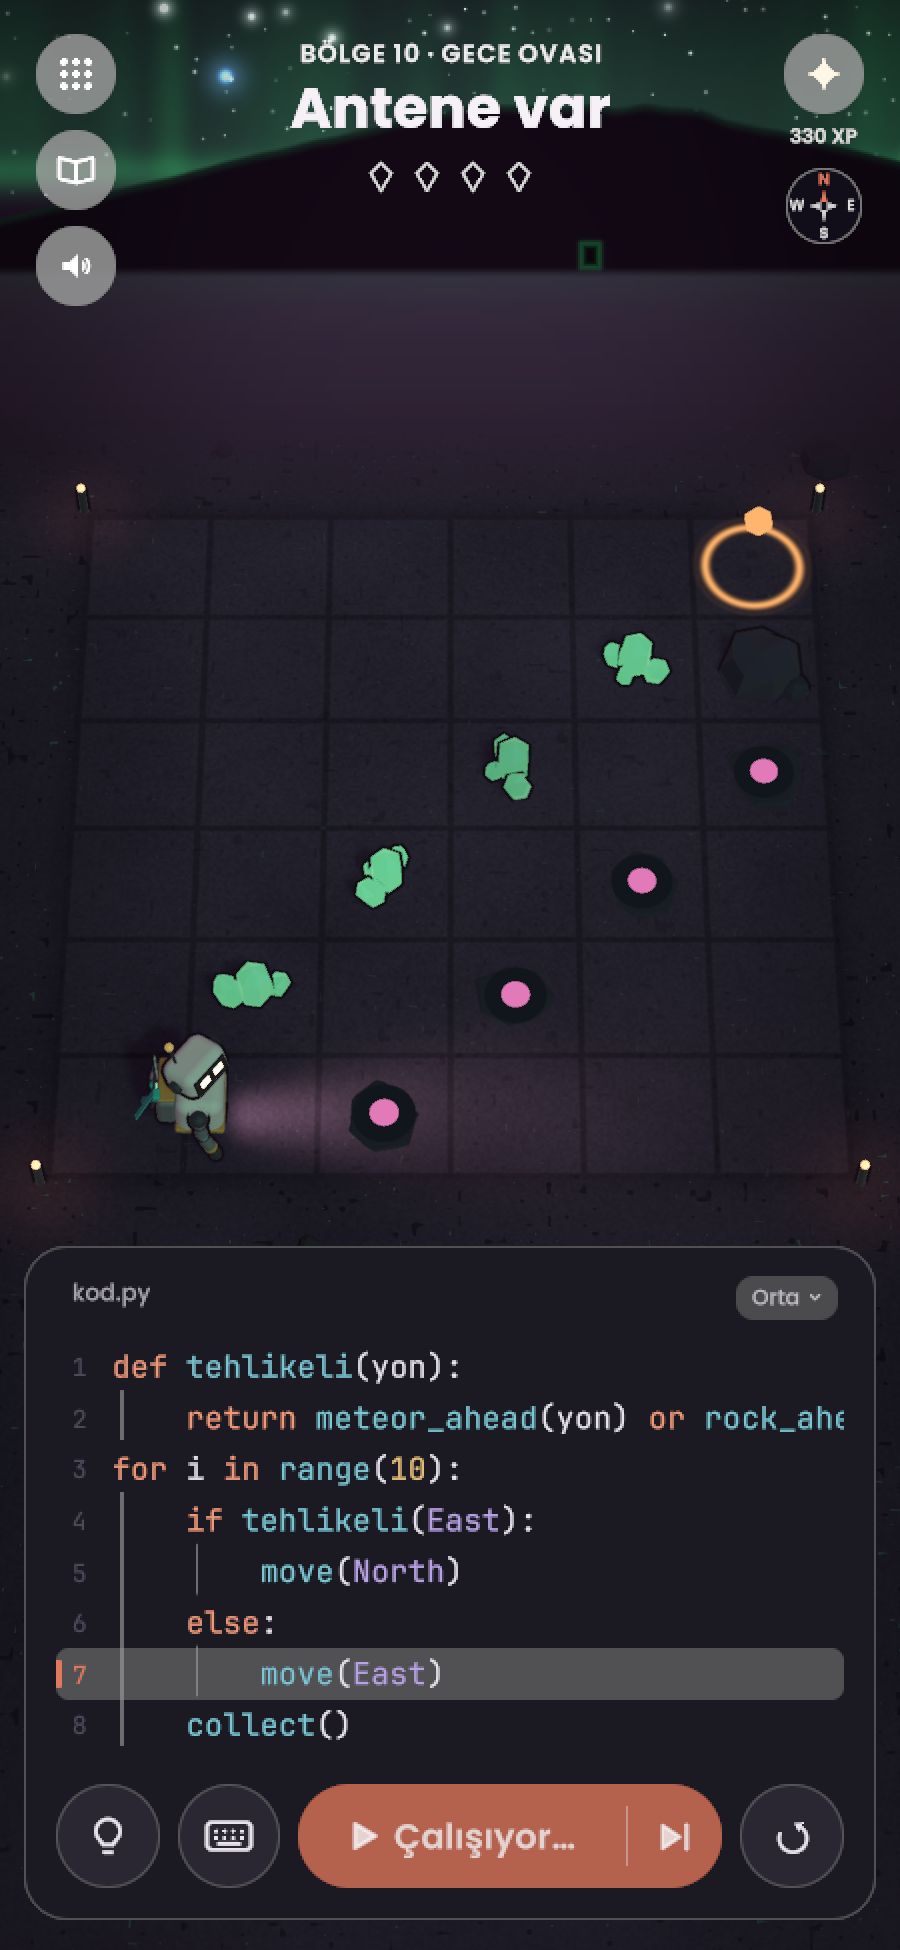 BÖLGE 10 · GECE OVASI
Antene var
330 XP
N
W E
S
kod.py
Orta
1 def tehlikeli(yon):
2 return meteor_ahead(yon) or rock_ahe
3 for i in range(10):
4 if tehlikeli(East):
5 move(North)
6 else:
7 move(East)
8 collect()
Çalışıyor...